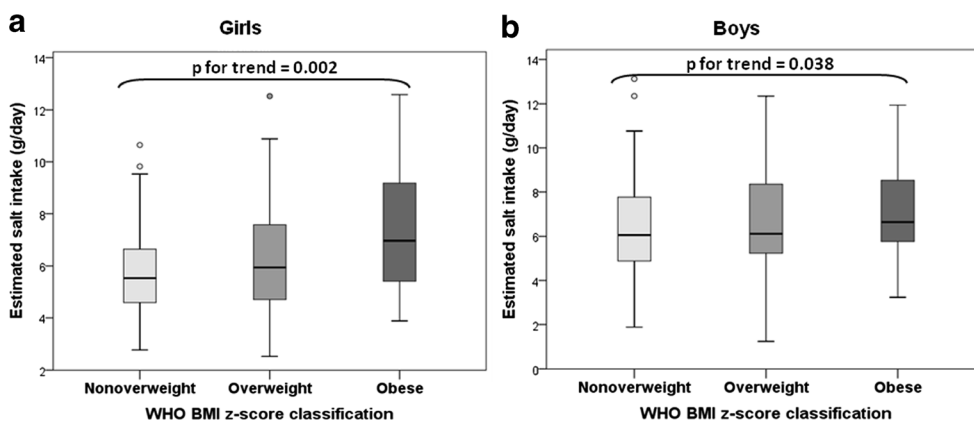 a
Girls
p for trend = 0.002
Estimated salt intake (g/day)
14
12
10
8
6
4
2
Nonoverweight Overweight Obese
WHO BMI z-score classification
b
Boys
p for trend = 0.038
Estimated salt intake (g/day)
14
12
10
8
6
4
2
0
Nonoverweight Overweight Obese
WHO BMI z-score classification